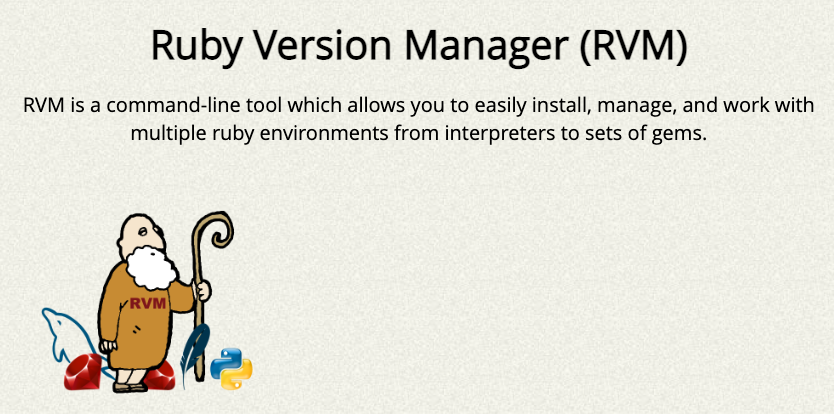 Ruby Version Manager (RVM)
RVM is a command-line tool which allows you to easily install, manage, and work with
multiple ruby environments from interpreters to sets of gems.
RVM